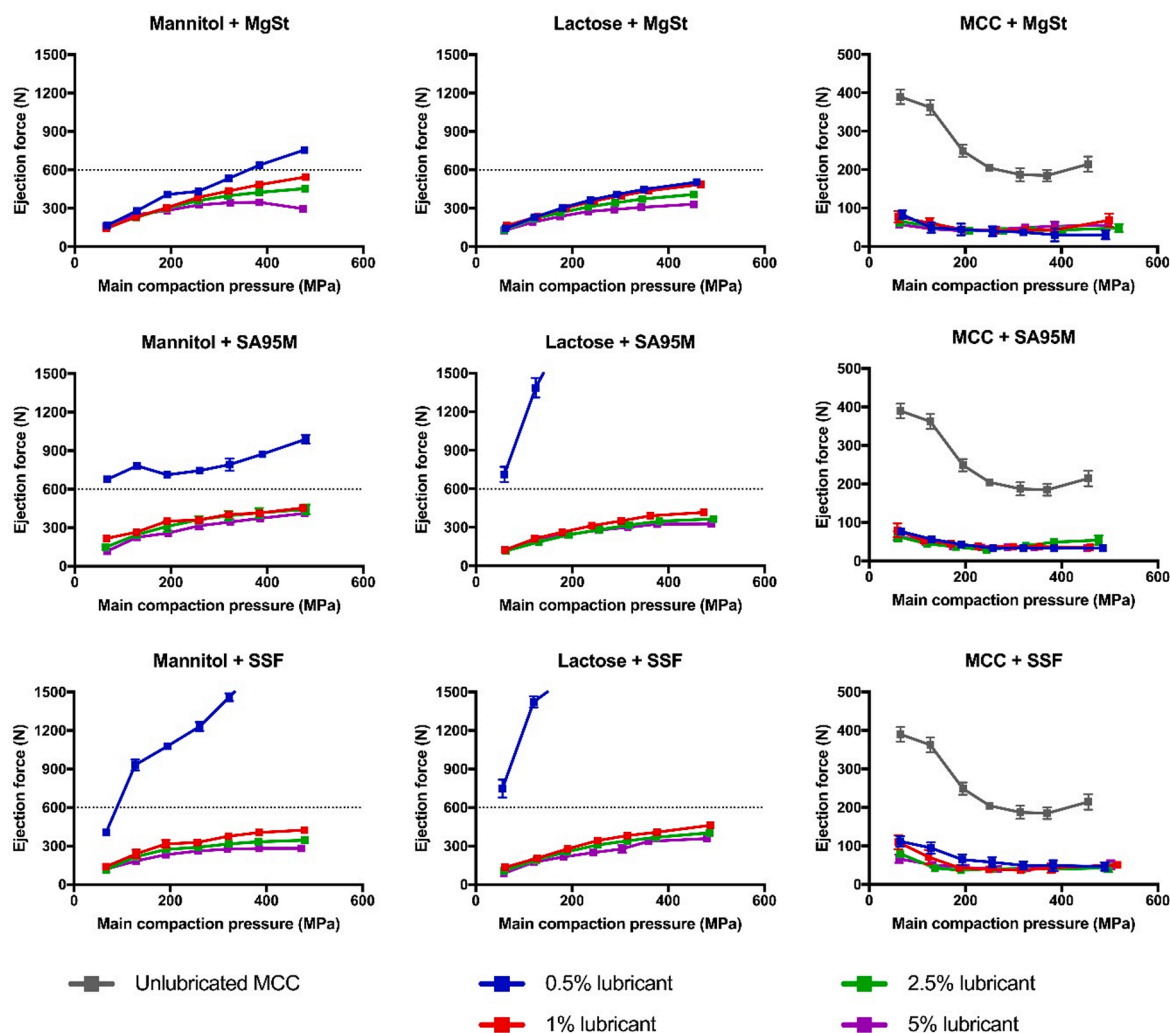 Mannitol + MgSt
Lactose + MgSt
MCC + MgSt
Ejection force (N)
1500
1200
900
600
300
0
0
200
400
600
Main compaction pressure (MPa)
Ejection force (N)
1500
1200
900
600
300
0
0
200
400
600
Main compaction pressure (MPa)
Ejection force (N)
500
400
300
200
100
0
0
200
400
600
Main compaction pressure (MPa)
Mannitol + SA95M
Lactose + SA95M
MCC + SA95M
Ejection force (N)
1500
1200
900
600
300
0
0
200
400
600
Main compaction pressure (MPa)
Ejection force (N)
1500
1200
900
600
300
0
0
200
400
600
Main compaction pressure (MPa)
Ejection force (N)
500
400
300
200
100
0
0
200
400
600
Main compaction pressure (MPa)
Mannitol + SSF
Lactose + SSF
MCC + SSF
Ejection force (N)
1500
1200
900
600
300
0
0
200
400
600
Main compaction pressure (MPa)
Ejection force (N)
1500
1200
900
600
300
0
0
200
400
600
Main compaction pressure (MPa)
Ejection force (N)
500
400
300
200
100
0
0
200
400
600
Main compaction pressure (MPa)
Unlubricated MCC
0.5% lubricant
2.5% lubricant
1% lubricant
5% lubricant